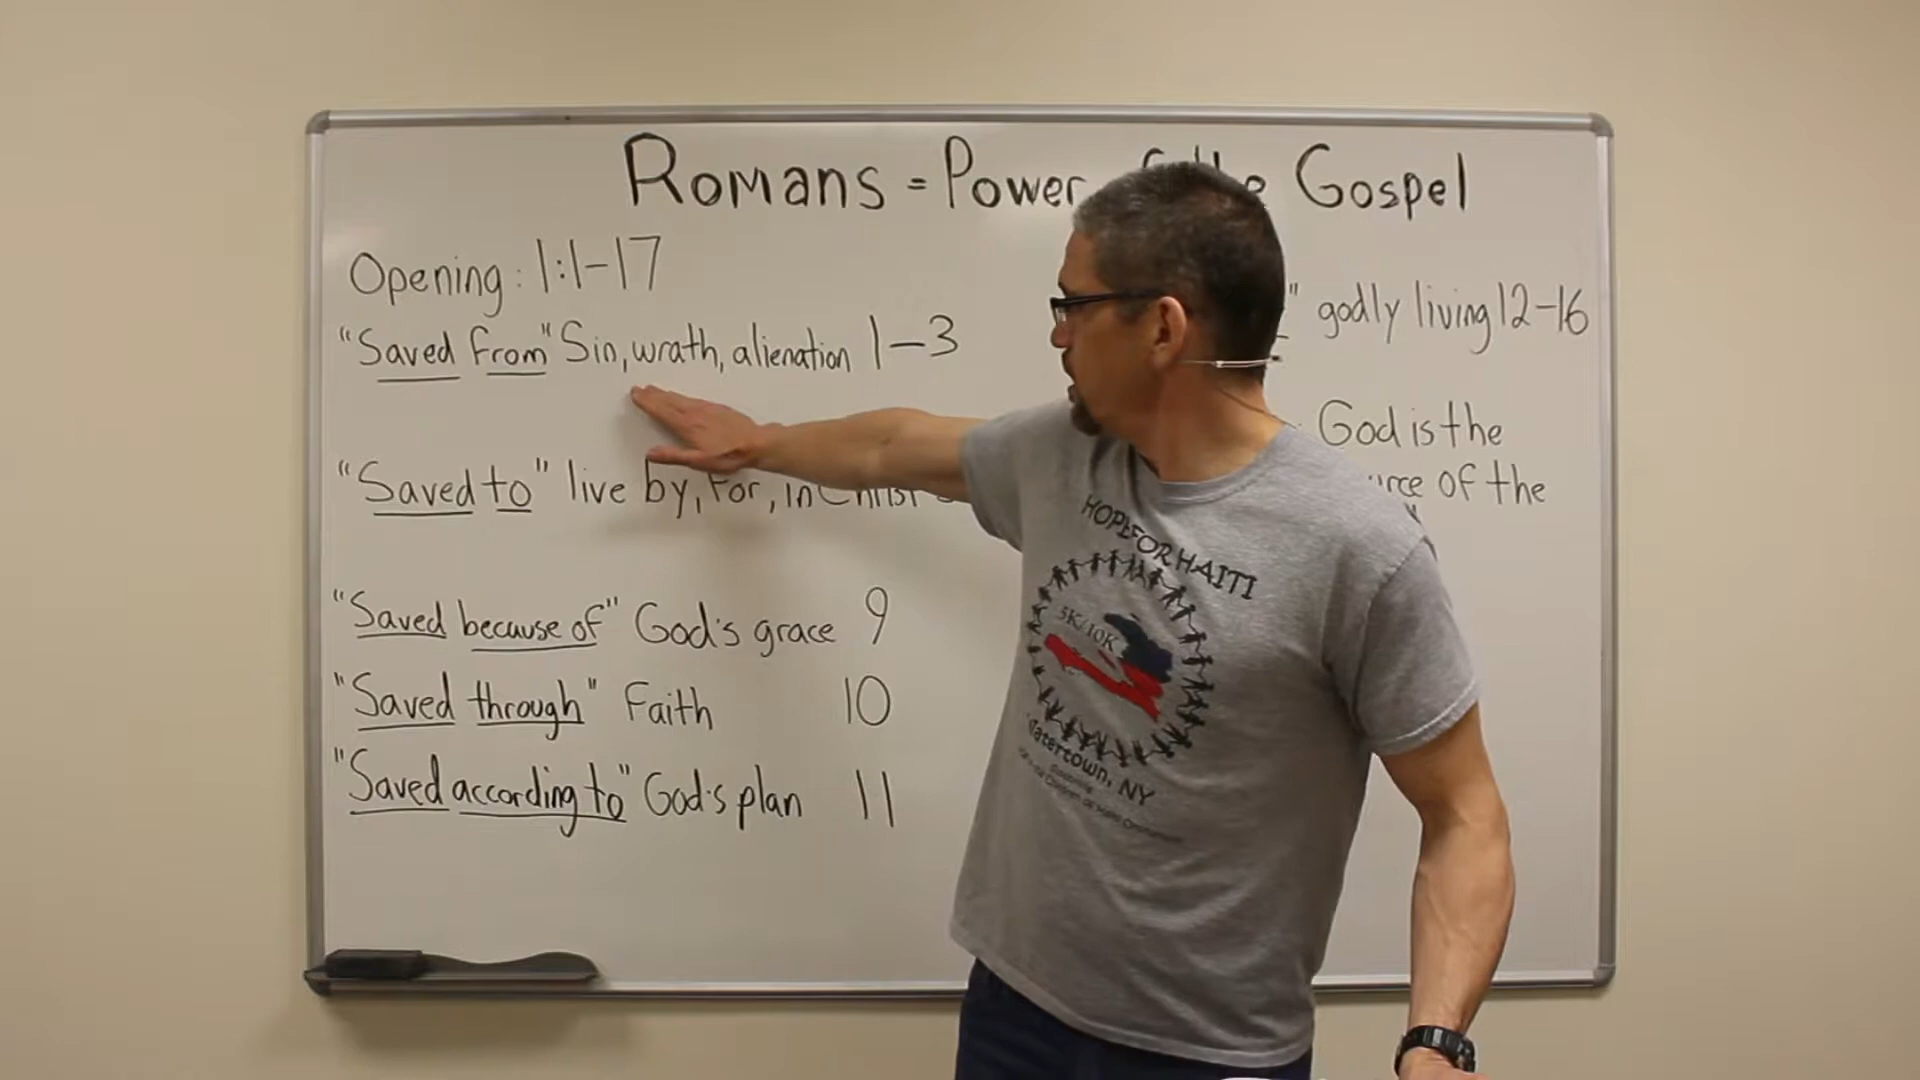 Romans = Power the Gospel
Opening: 1:1-17
"Saved from" Sin, wrath, alienation 1-3
"Saved to" live by, for, in Christ
"Saved because of" God's grace 9
"Saved through" Faith 10
"Saved according to" God's plan 11
" godly living 12-16
God is the
of the
HOPE FOR HAITI
5K/10K
Watertown, NY